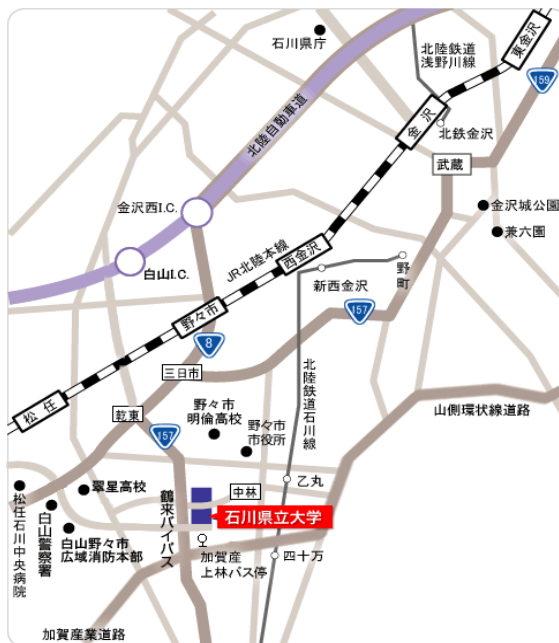 石川県庁
北陸鉄道
浅野川線
東金沢
159
北陸自動車道
金沢
北鉄金沢
武蔵
金沢西I.C.
金沢城公園
兼六園
白山I.C.
JR北陸本線
西金沢
野町
新西金沢
157
野々市
8
三日市
北陸鉄道石川線
松任
乾東
野々市
明倫高校
野々市
市役所
山側環状線道路
157
翠星高校
鶴来バイパス
中林
乙丸
石川県立大学
松任石川中央病院
白山警察署
白山野々市
広域消防本部
加賀産
上林バス停
四十万
加賀産業道路